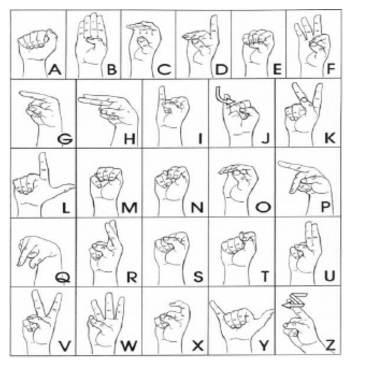 A B C D E F
G H I J K
L M N O P
Q R S T U
V W X Y Z